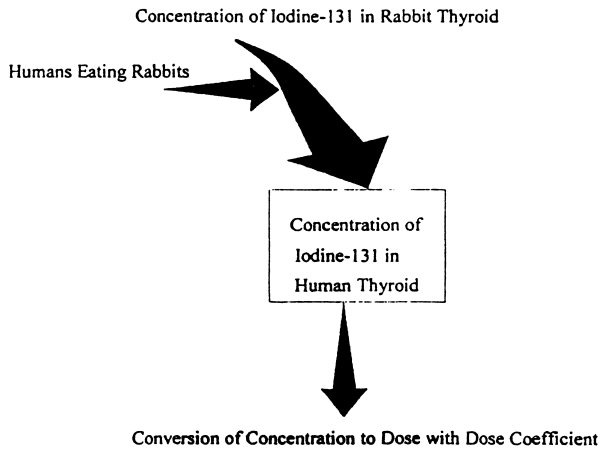 Concentration of Iodine-131 in Rabbit Thyroid
Humans Eating Rabbits
Concentration of
Iodine-131 in
Human Thyroid
Conversion of Concentration to Dose with Dose Coefficient